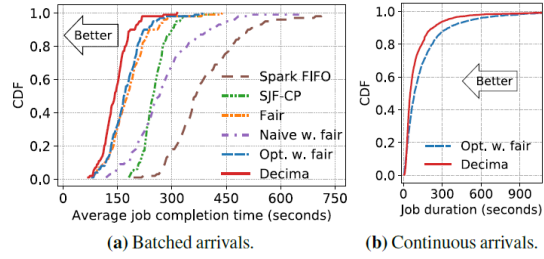 1.0
0.8
0.6
0.4
0.2
0.0
CDF
Better
Spark FIFO
SJF-CP
Fair
Naive w. fair
Opt. w. fair
Decima
0 150 300 450 600 750
Average job completion time (seconds)
(a) Batched arrivals.
1.0
0.8
0.6
0.4
0.2
0.0
CDF
Better
Opt. w. fair
Decima
0 300 600 900
Job duration (seconds)
(b) Continuous arrivals.